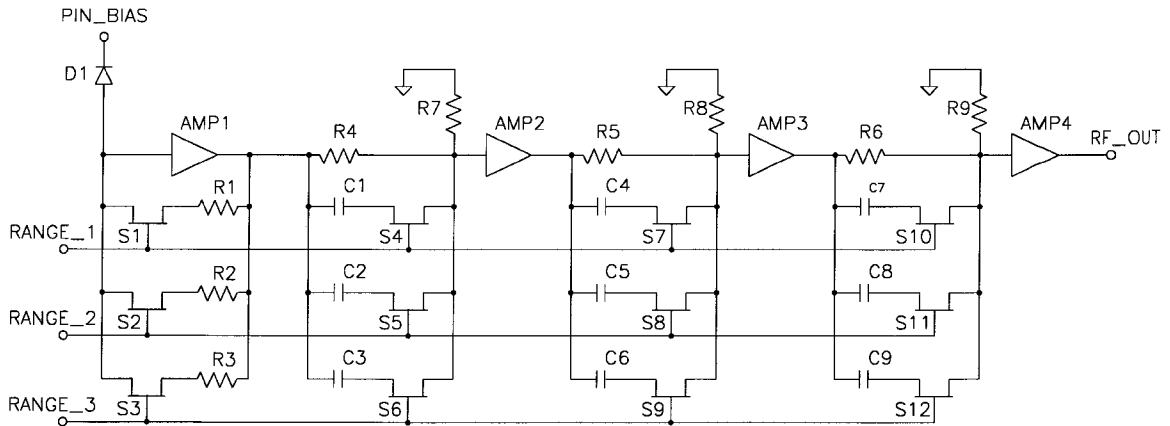 PIN_BIAS
D1
AMP1
R4
R7
AMP2
R5
R8
AMP3
R6
R9
AMP4
RF_OUT
R1
C1
C4
C7
RANGE_1
S1
S4
S7
S10
R2
C2
C5
C8
RANGE_2
S2
S5
S8
S11
R3
C3
C6
C9
RANGE_3
S3
S6
S9
S12